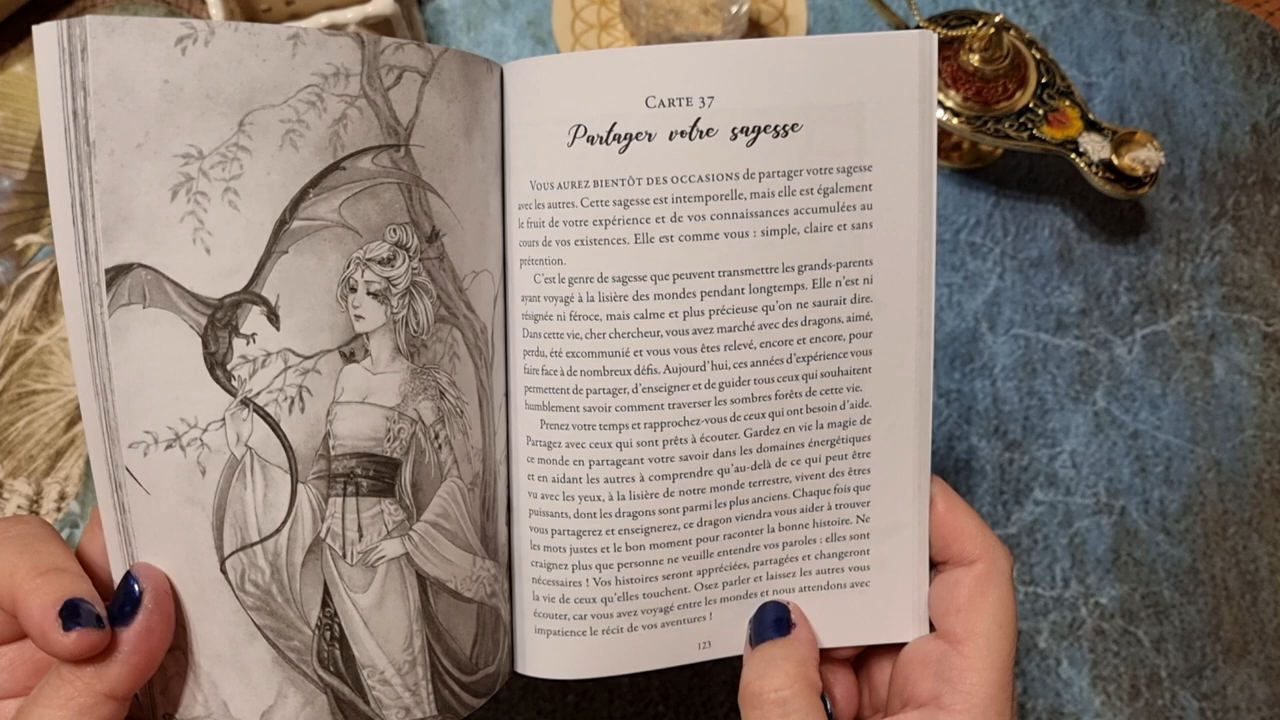 CARTE 37
Partager votre sagesse
VOUS AUREZ BIENTÔT DES OCCASIONS de partager votre sagesse
avec les autres. Cette sagesse est intemporelle, mais elle est également
le fruit de votre expérience et de vos connaissances accumulées au
cours de vos existences. Elle est comme vous : simple, claire et sans
prétention.
C'est le genre de sagesse que peuvent transmettre les grands-parents
ayant voyagé à la lisière des mondes pendant longtemps. Elle n'est ni
résignée ni féroce, mais calme et plus précieuse qu'on ne saurait dire.
Dans cette vie, cher chercheur, vous avez marché avec des dragons, aimé,
perdu, été excommunié et vous vous êtes relevé, encore et encore, pour
faire face à de nombreux défis. Aujourd'hui, ces années d'expérience vous
permettent de partager, d'enseigner et de guider tous ceux qui souhaitent
humblement savoir comment traverser les sombres forêts de cette vie.
Prenez votre temps et rapprochez-vous de ceux qui ont besoin d'aide.
Partagez avec ceux qui sont prêts à écouter. Gardez en vie la magie de
ce monde en partageant votre savoir dans les domaines énergétiques
et en aidant les autres à comprendre qu'au-delà de ce qui peut être
vu avec les yeux, à la lisière de notre monde terrestre, vivent des êtres
puissants, dont les dragons sont parmi les plus anciens. Chaque fois que
vous partagerez et enseignerez, ce dragon viendra vous aider à trouver
les mots justes et le bon moment pour raconter la bonne histoire. Ne
craignez plus que personne ne veuille entendre vos paroles : elles sont
nécessaires ! Vos histoires seront appréciées, partagées et changeront
la vie de ceux qu'elles touchent. Osez parler et laissez les autres vous
écouter, car vous avez voyagé entre les mondes et nous attendons avec
impatience le récit de vos aventures !
123